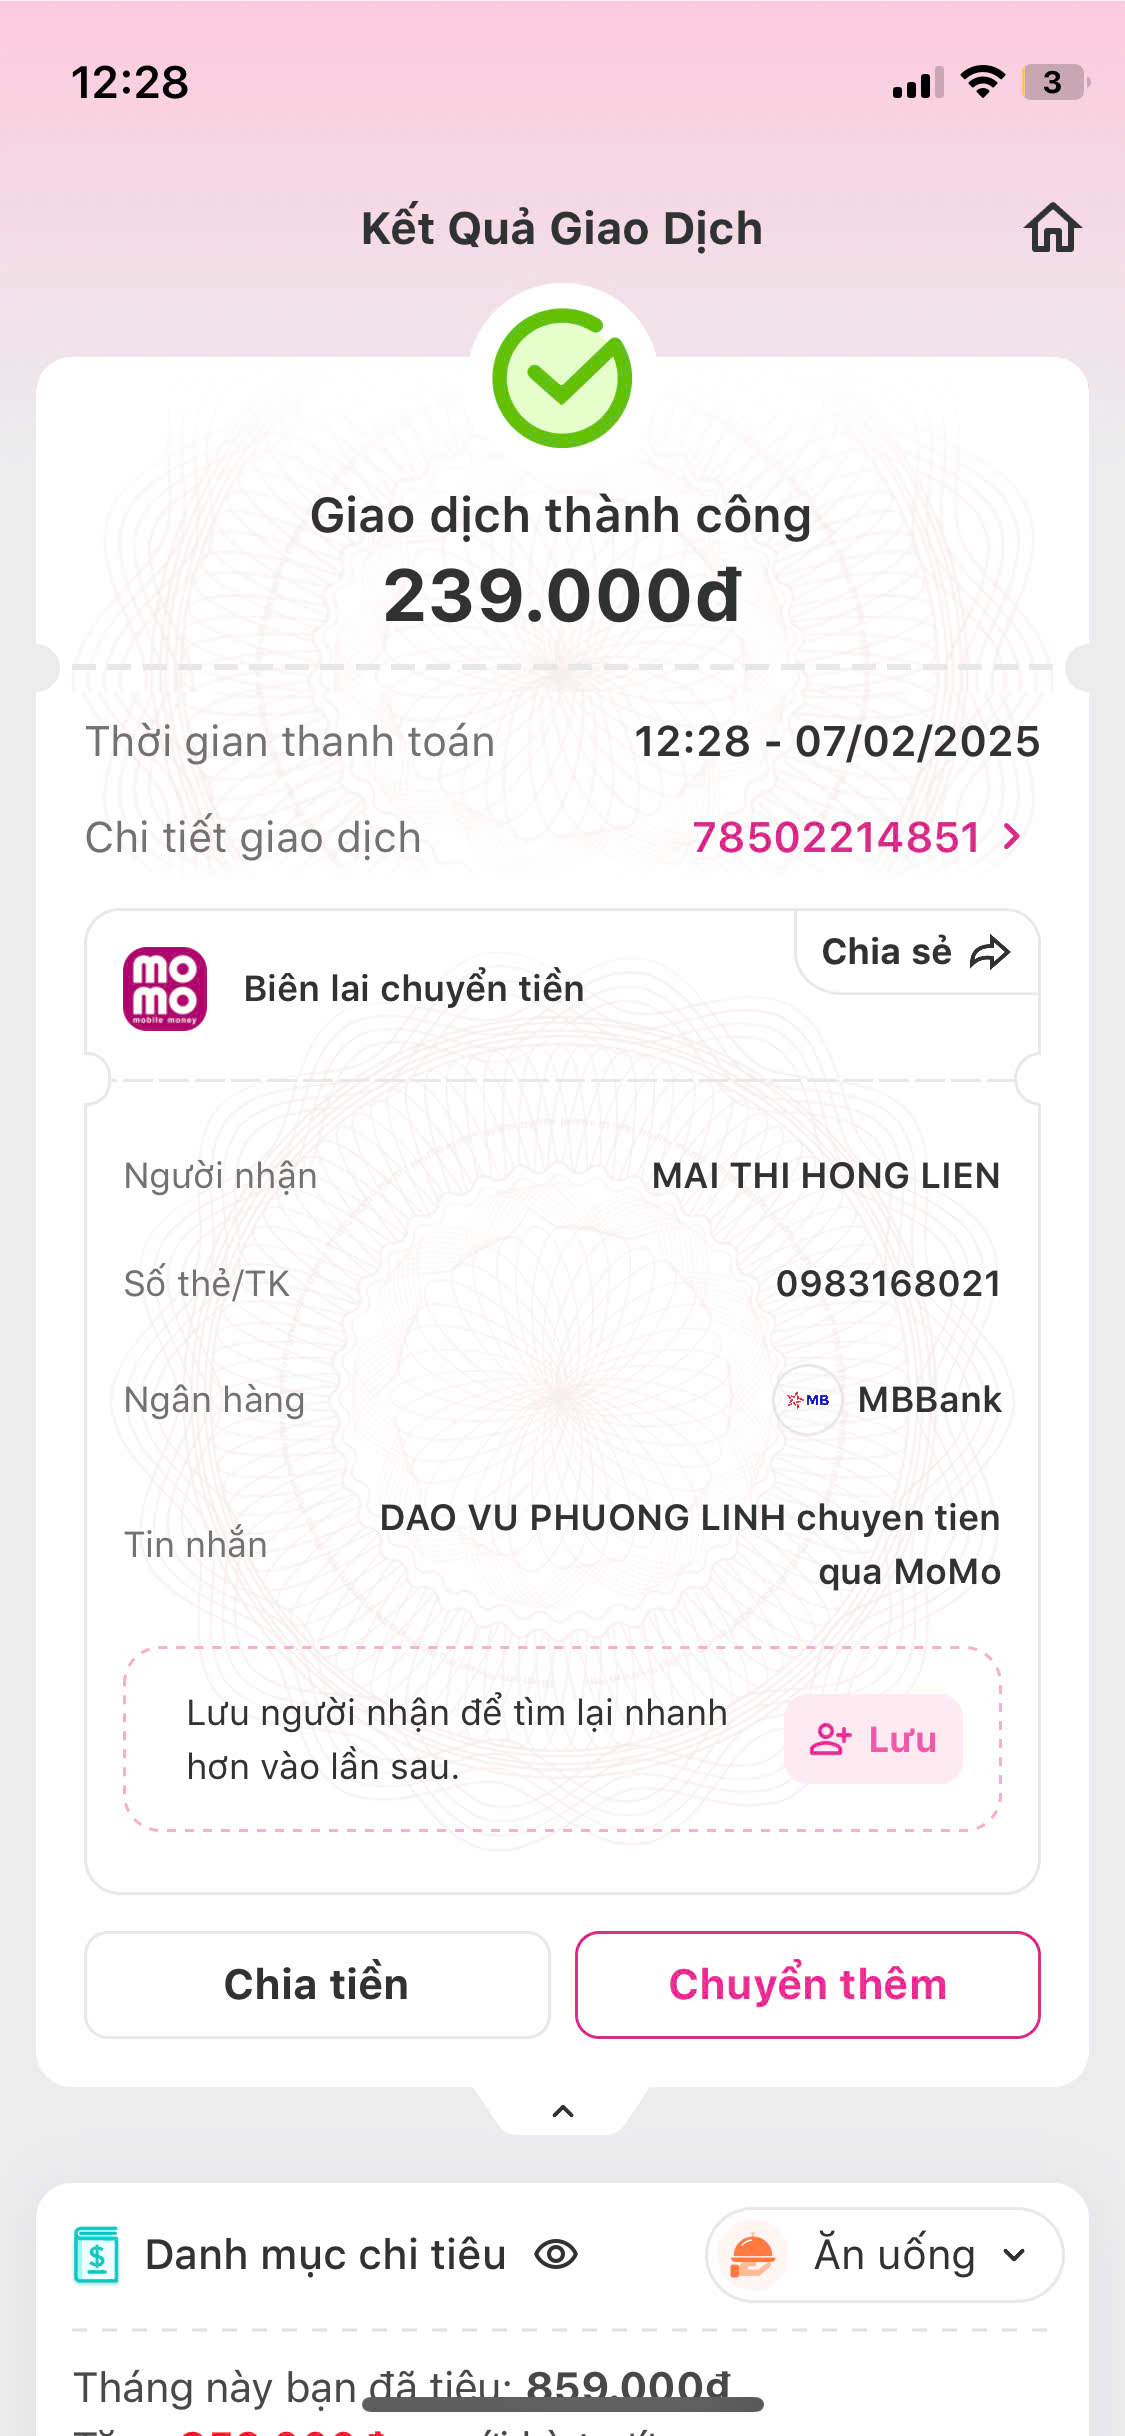 12:28
3
Kết Quả Giao Dịch
Giao dịch thành công
239.000đ
Thời gian thanh toán 12:28 - 07/02/2025
Chi tiết giao dịch 78502214851
Chia sẻ
mo
mo
mobile money
Biên lai chuyển tiền
Người nhận MAI THI HONG LIEN
Số thẻ/TK 0983168021
Ngân hàng MB MBBank
Tin nhắn DAO VU PHUONG LINH chuyen tien
qua MoMo
Lưu người nhận để tìm lại nhanh
hơn vào lần sau.
Lưu
Chia tiền Chuyển thêm
$ Danh mục chi tiêu Ăn uống
Tháng này bạn đã tiêu: 859.000đ